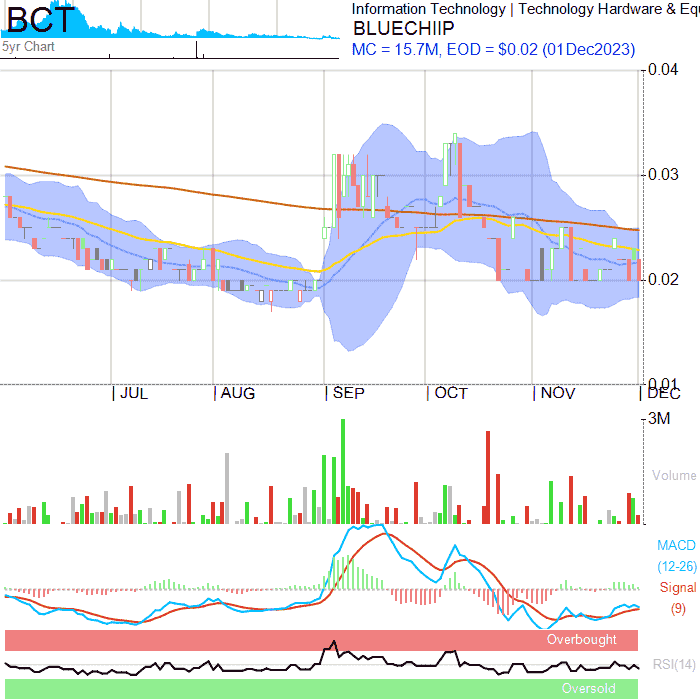 BCT
5yr Chart
Information Technology | Technology Hardware & Equ
BLUECHIIP
MC = 15.7M, EOD = $0.02 (01Dec2023)
0.04
0.03
0.02
0.01
JUL AUG SEP OCT NOV DEC
3M
Volume
MACD
(12-26)
Signal
(9)
Overbought
RSI(14)
Oversold